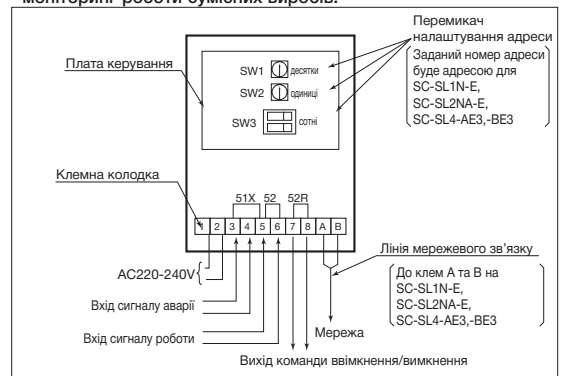 моніторинг роботи сумісних виробів.
Перемикач
налаштування адреси
Заданий номер адреси
буде адресою для
SC-SL1N-E,
SC-SL2NA-E,
SC-SL4-AE3,-BE3
Плата керування
SW1 десятки
SW2 одиниці
SW3 сотні
Клемна колодка
51X 52 52R
1 2 3 4 5 6 7 8 A B
Лінія мережевого зв'язку
AC220-240V
До клем A та B на
SC-SL1N-E,
SC-SL2NA-E,
SC-SL4-AE3,-BE3
Вхід сигналу аварії
Мережа
Вхід сигналу роботи
Вихід команди ввімкнення/вимкнення